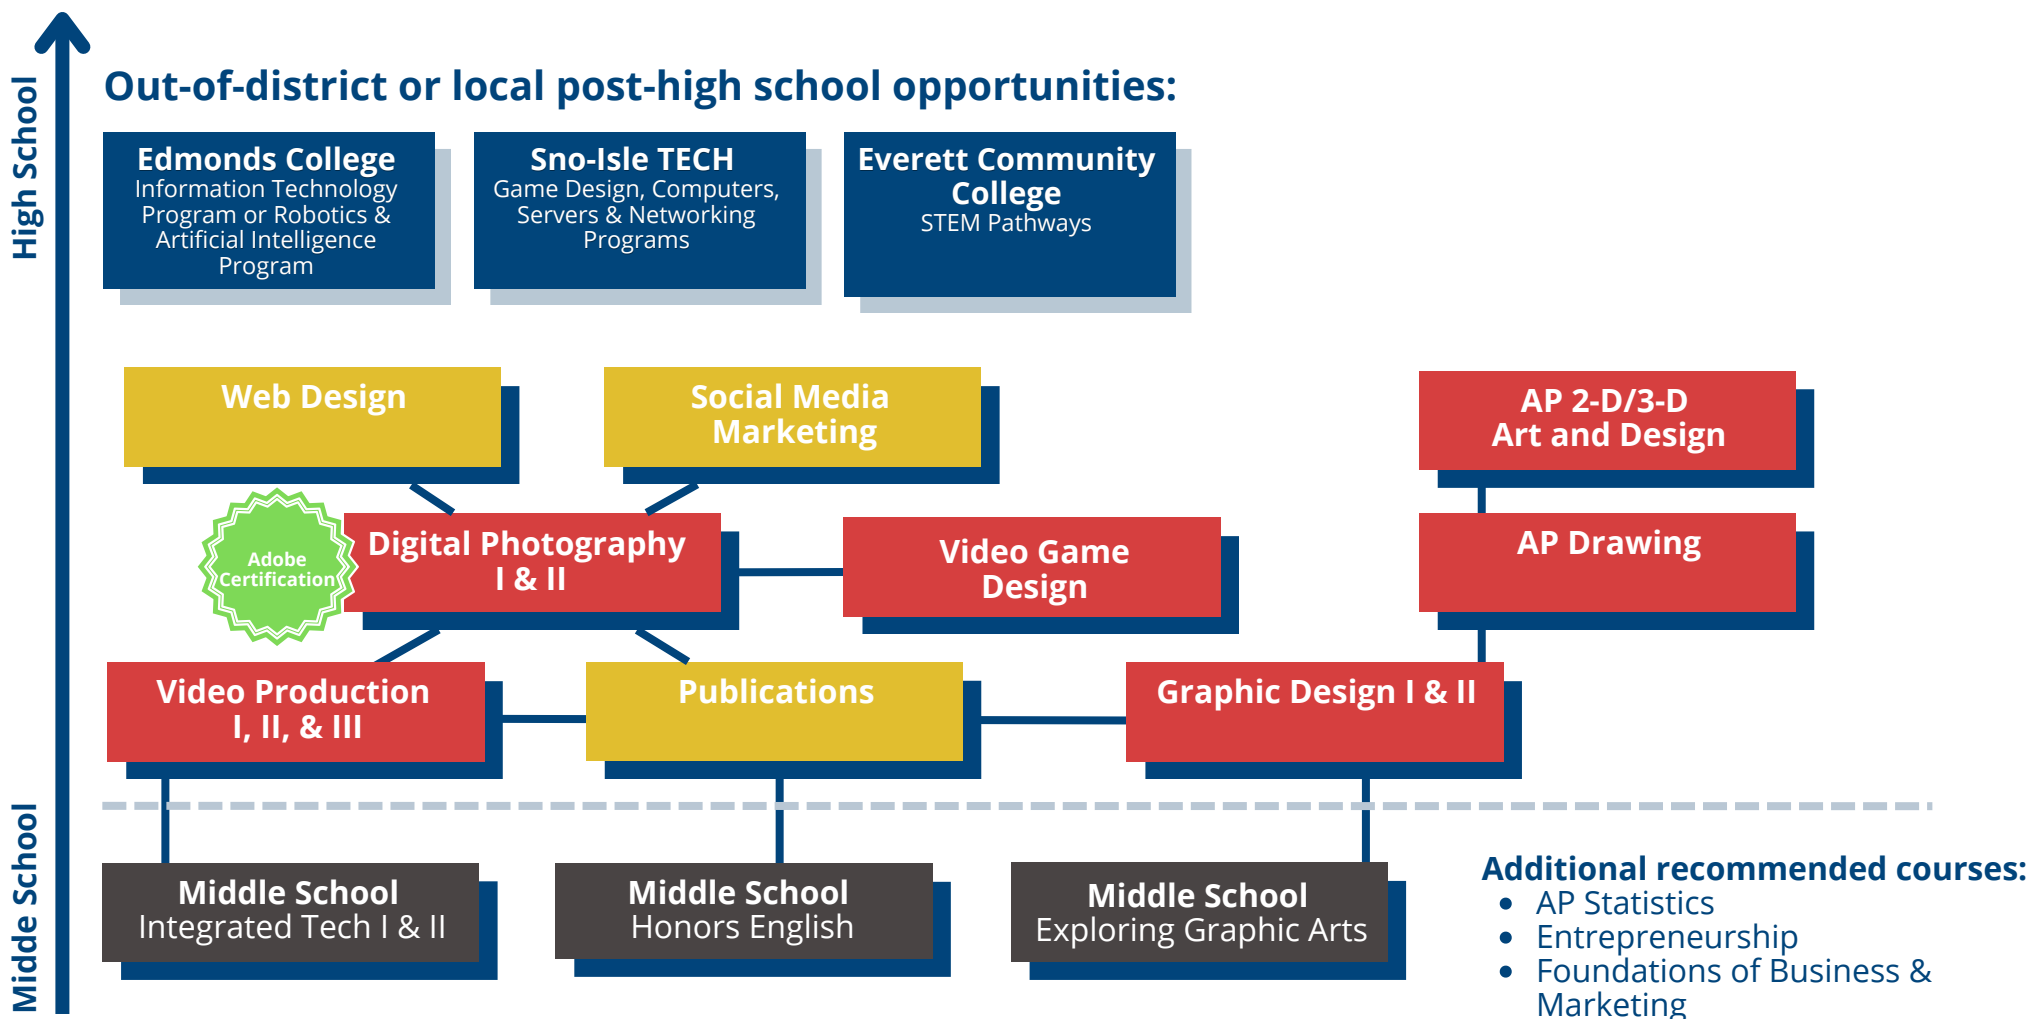 High School
Out-of-district or local post-high school opportunities:
Edmonds College
Information Technology
Program or Robotics &
Artificial Intelligence
Program
Sno-Isle TECH
Game Design, Computers,
Servers & Networking
Programs
Everett Community
College
STEM Pathways
Web Design
Social Media
Marketing
AP 2-D/3-D
Art and Design
Adobe
Certification
Digital Photography
I & II
Video Game
Design
AP Drawing
Video Production
I, II, & III
Publications
Graphic Design I & II
Midde School
Middle School
Integrated Tech I & II
Middle School
Honors English
Middle School
Exploring Graphic Arts
Additional recommended courses:
• AP Statistics
• Entrepreneurship
• Foundations of Business &
Marketing